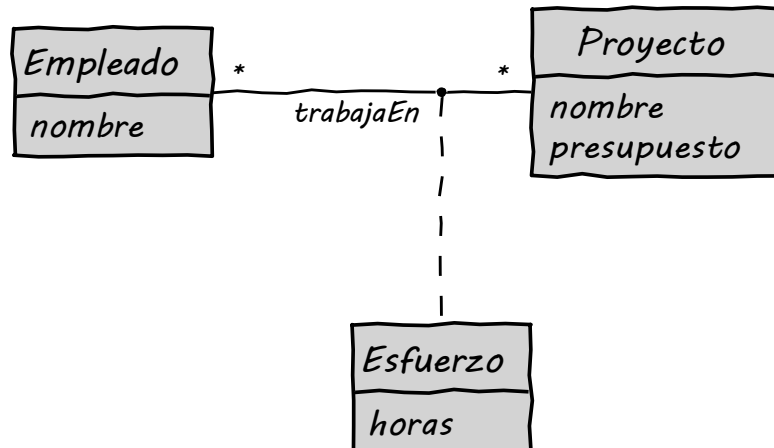 Empleado
nombre
*
trabajaEn
*
Proyecto
nombre
presupuesto
Esfuerzo
horas